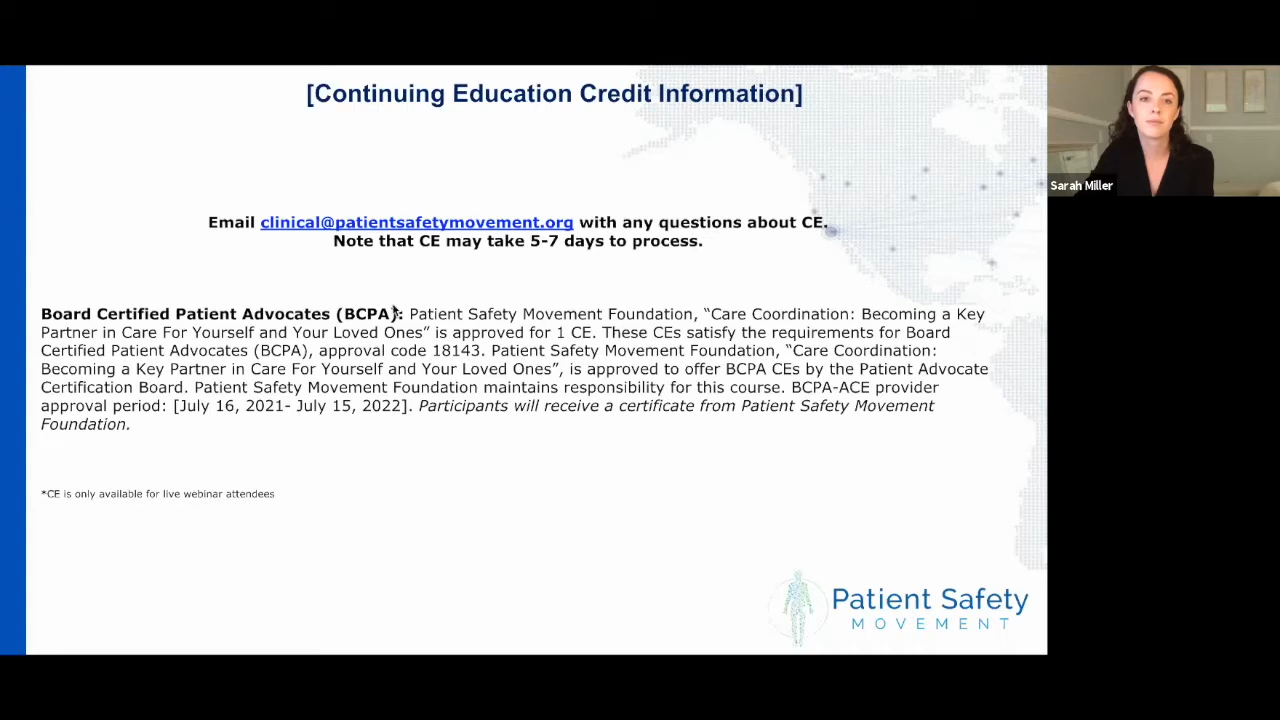 [Continuing Education Credit Information]
Sarah Miller
Email clinical@patientsafetymovement.org with any questions about CE.
Note that CE may take 5-7 days to process.
Board Certified Patient Advocates (BCPA): Patient Safety Movement Foundation, “Care Coordination: Becoming a Key
Partner in Care For Yourself and Your Loved Ones” is approved for 1 CE. These CEs satisfy the requirements for Board
Certified Patient Advocates (BCPA), approval code 18143. Patient Safety Movement Foundation, “Care Coordination:
Becoming a Key Partner in Care For Yourself and Your Loved Ones”, is approved to offer BCPA CEs by the Patient Advocate
Certification Board. Patient Safety Movement Foundation maintains responsibility for this course. BCPA-ACE provider
approval period: [July 16, 2021- July 15, 2022]. Participants will receive a certificate from Patient Safety Movement
Foundation.
*CE is only available for live webinar attendees
Patient Safety
MOVEMENT